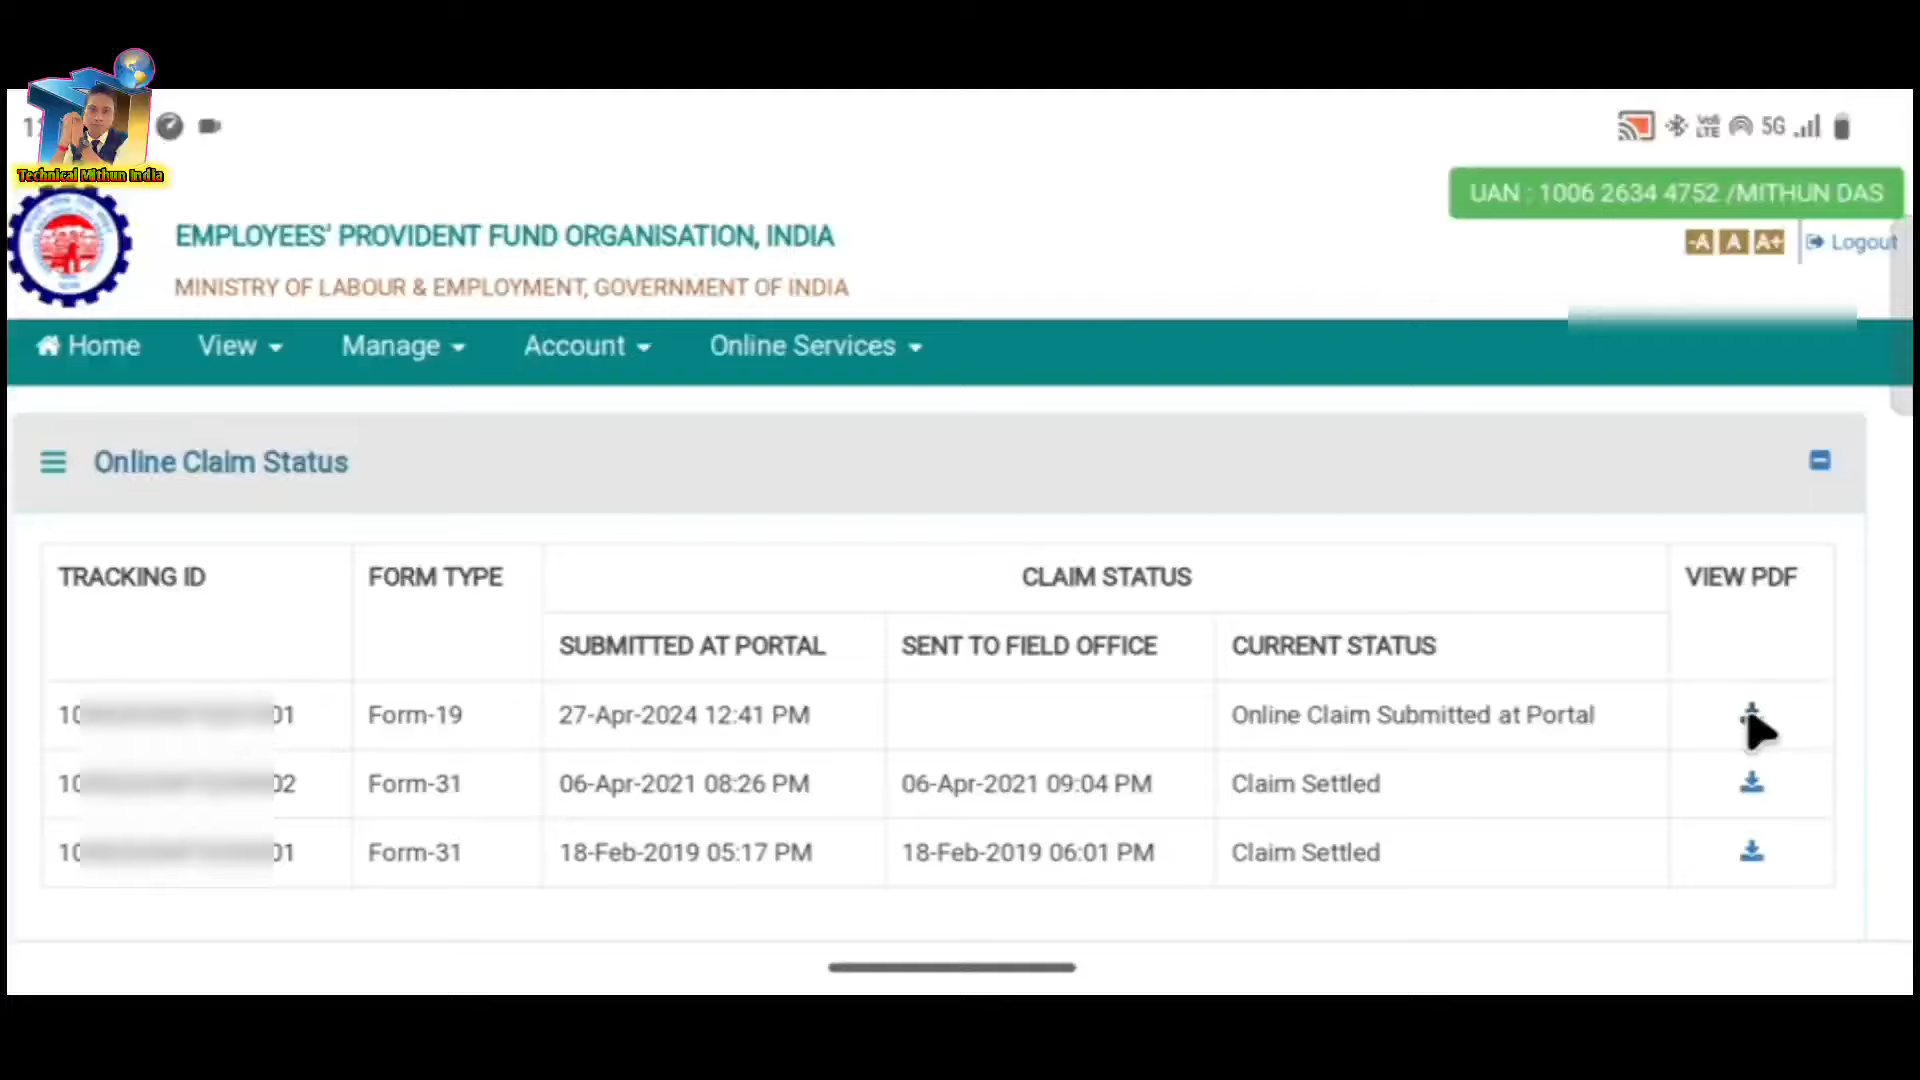 Technical Mithun India
5G
UAN : 1006 2634 4752 /MITHUN DAS
EMPLOYEES' PROVIDENT FUND ORGANISATION, INDIA
-A A A+ Logout
MINISTRY OF LABOUR & EMPLOYMENT, GOVERNMENT OF INDIA
Home View Manage Account Online Services
Online Claim Status
TRACKING ID FORM TYPE CLAIM STATUS VIEW PDF
SUBMITTED AT PORTAL SENT TO FIELD OFFICE CURRENT STATUS
Form-19 27-Apr-2024 12:41 PM Online Claim Submitted at Portal
Form-31 06-Apr-2021 08:26 PM 06-Apr-2021 09:04 PM Claim Settled
Form-31 18-Feb-2019 05:17 PM 18-Feb-2019 06:01 PM Claim Settled